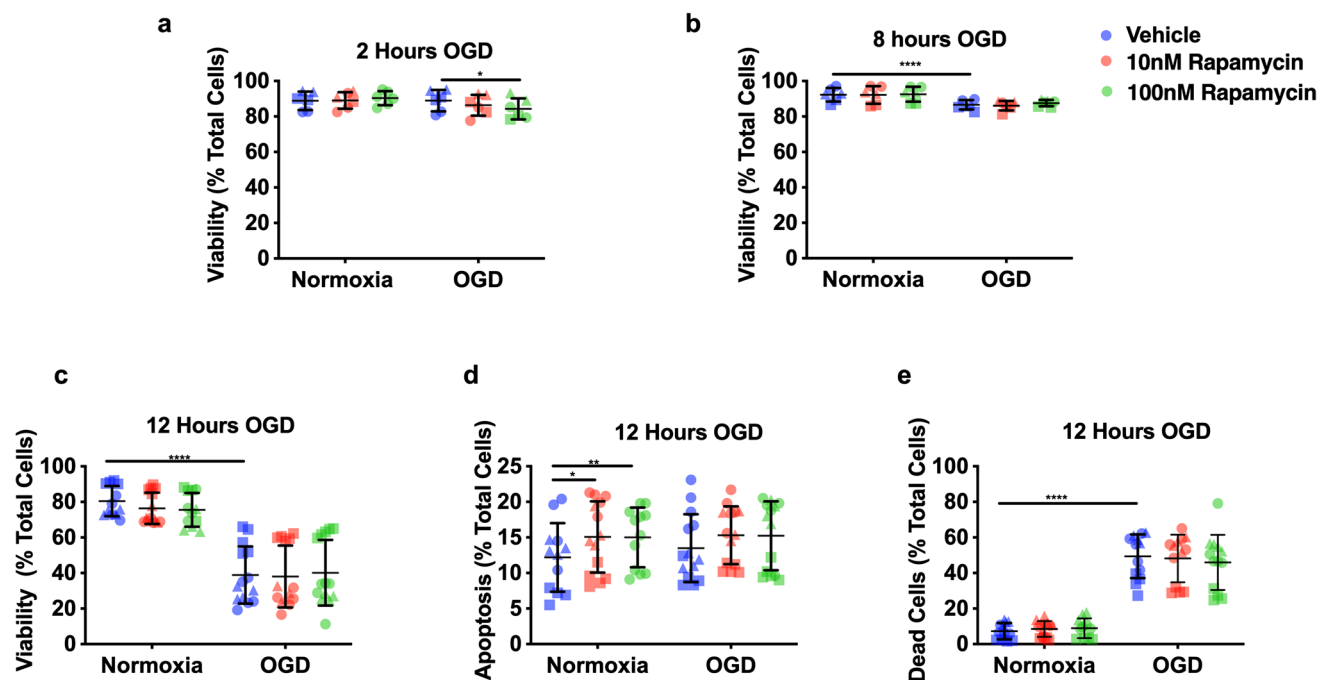 a
2 Hours OGD
*
Viability (% Total Cells)
100
80
60
40
20
0
Normoxia
OGD
b
8 hours OGD
****
Viability (% Total Cells)
100
80
60
40
20
0
Normoxia
OGD
Vehicle
10nM Rapamycin
100nM Rapamycin
c
12 Hours OGD
****
Viability (% Total Cells)
100
80
60
40
20
0
Normoxia
OGD
d
12 Hours OGD
**
*
Apoptosis (% Total Cells)
25
20
15
10
5
0
Normoxia
OGD
e
12 Hours OGD
****
Dead Cells (% Total Cells)
100
80
60
40
20
0
Normoxia
OGD